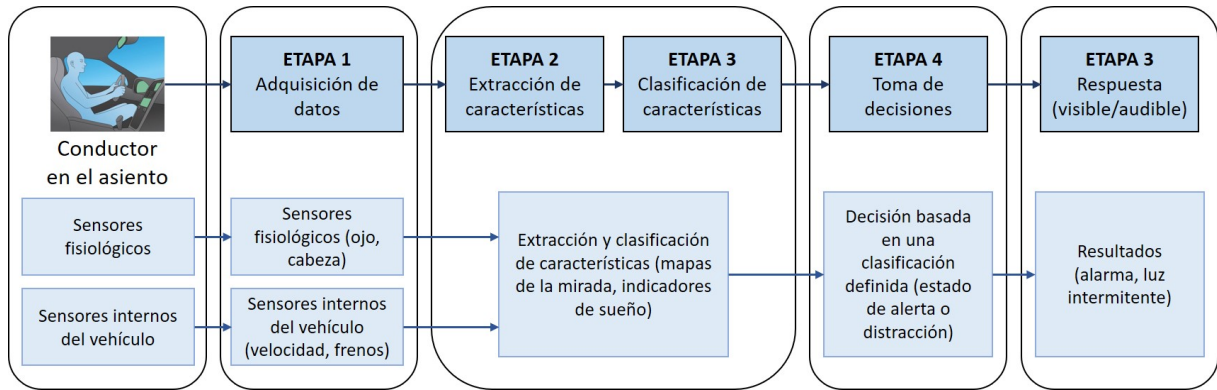 Conductor
en el asiento
Sensores
fisiológicos
Sensores internos
del vehículo
ETAPA 1
Adquisición de
datos
Sensores
fisiológicos (ojo,
cabeza)
Sensores internos
del vehículo
(velocidad, frenos)
ETAPA 2
Extracción de
características
ETAPA 3
Clasificación de
características
Extracción y clasificación
de características (mapas
de la mirada, indicadores
de sueño)
ETAPA 4
Toma de
decisiones
Decisión basada
en una
clasificación
definida (estado
de alerta o
distracción)
ETAPA 3
Respuesta
(visible/audible)
Resultados
(alarma, luz
intermitente)